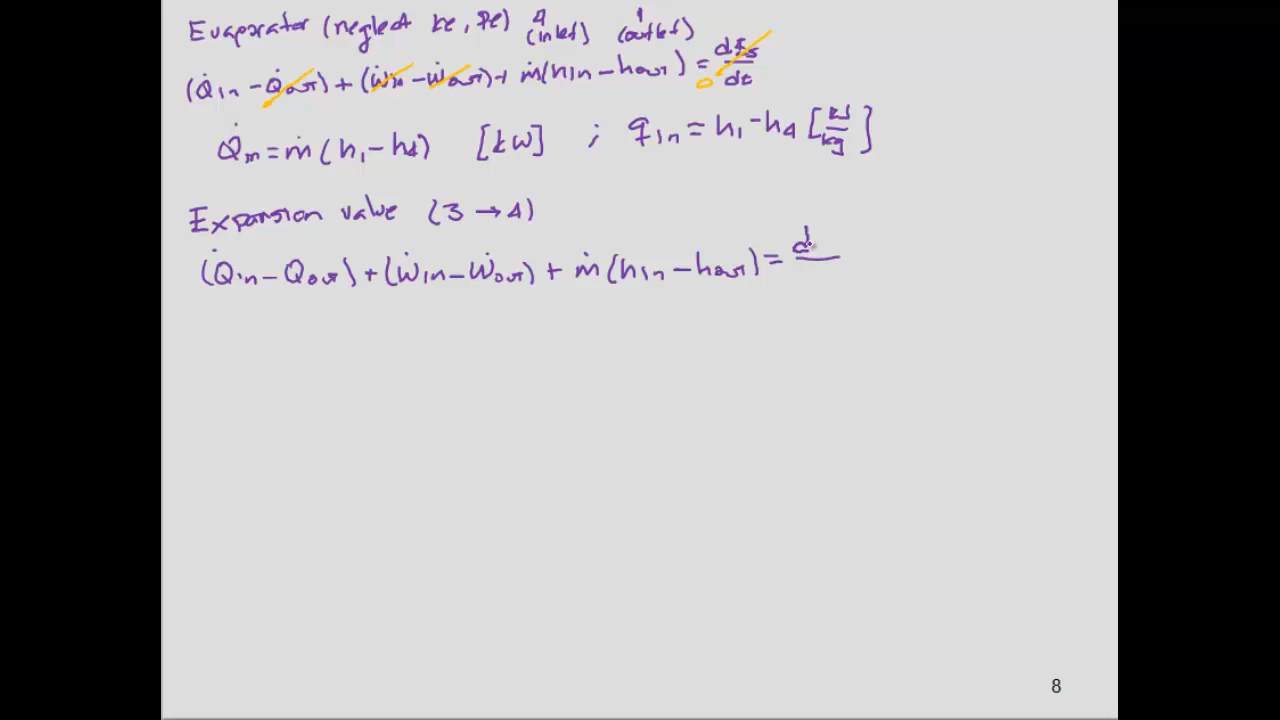 Evaporator (neglect ke, pe) 4 (inlet) 1 (outlet)
(Q̇in - Q̇out) + (Ẇin - Ẇout) + ṁ(hin - hout) = dEs/dt 0
Q̇in = ṁ(h1 - h4) [kW] ; qin = h1 - h4 [kJ/kg]
Expansion valve (3 → 4)
(Q̇in - Qout) + (Ẇin - Ẇout) + ṁ(hin - hout) = d
8